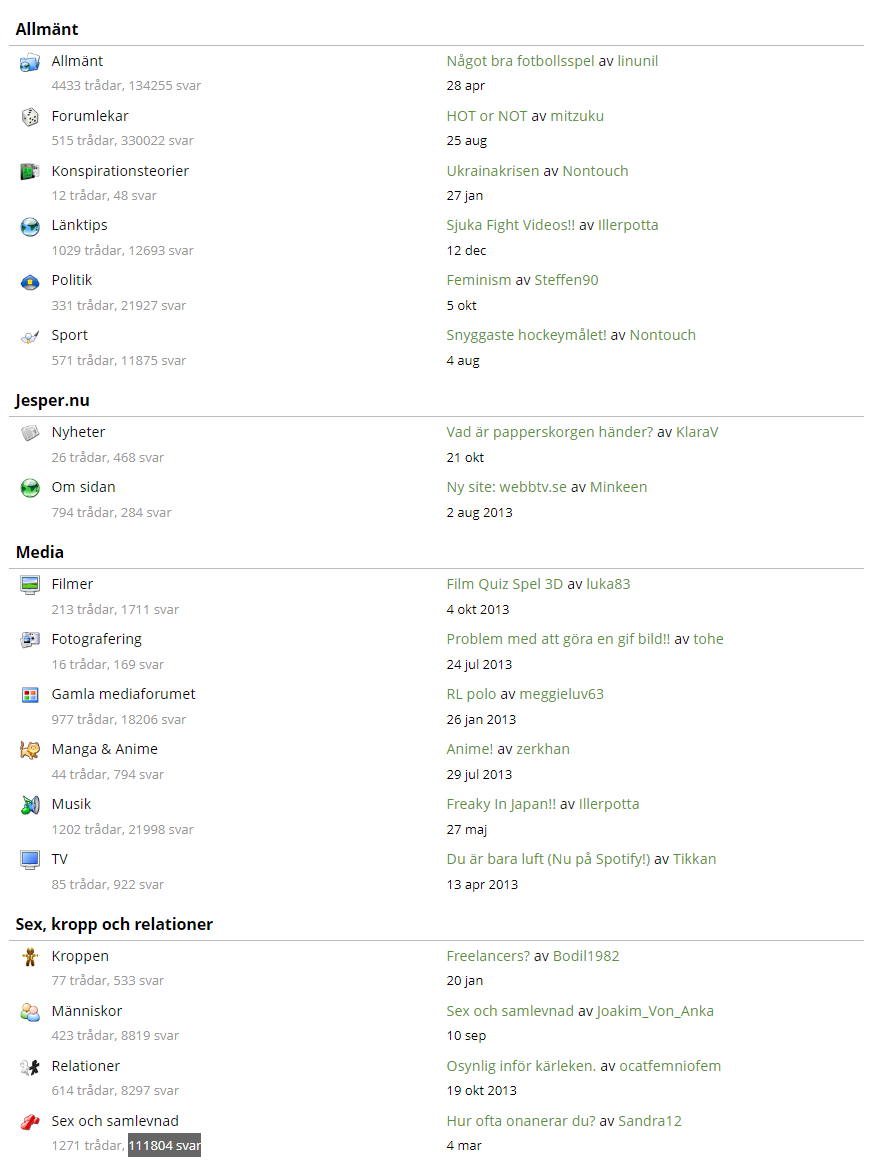 Allmänt
Allmänt
Något bra fotbollsspel av linunil
4433 trådar, 134255 svar
28 apr
Forumlekar
HOT or NOT av mitzuku
515 trådar, 330022 svar
25 aug
Konspirationsteorier
Ukrainakrisen av Nontouch
12 trådar, 48 svar
27 jan
Länktips
Sjuka Fight Videos!! av Illerpotta
1029 trådar, 12693 svar
12 dec
Politik
Feminism av Steffen90
331 trådar, 21927 svar
5 okt
Sport
Snyggaste hockeymålet! av Nontouch
571 trådar, 11875 svar
4 aug
Jesper.nu
Nyheter
Vad är papperskorgen händer? av KlaraV
26 trådar, 468 svar
21 okt
Om sidan
Ny site: webbtv.se av Minkeen
794 trådar, 284 svar
2 aug 2013
Media
Filmer
Film Quiz Spel 3D av luka83
213 trådar, 1711 svar
4 okt 2013
Fotografering
Problem med att göra en gif bild!! av tohe
16 trådar, 169 svar
24 jul 2013
Gamla mediaforumet
RL polo av meggieluv63
977 trådar, 18206 svar
26 jan 2013
Manga & Anime
Anime! av zerkhan
44 trådar, 794 svar
29 jul 2013
Musik
Freaky In Japan!! av Illerpotta
1202 trådar, 21998 svar
27 maj
TV
Du är bara luft (Nu på Spotify!) av Tikkan
85 trådar, 922 svar
13 apr 2013
Sex, kropp och relationer
Kroppen
Freelancers? av Bodil1982
77 trådar, 533 svar
20 jan
Människor
Sex och samlevnad av Joakim_Von_Anka
423 trådar, 8819 svar
10 sep
Relationer
Osynlig inför kärleken. av ocatfemniofem
614 trådar, 8297 svar
19 okt 2013
Sex och samlevnad
Hur ofta onanerar du? av Sandra12
1271 trådar, 111804 svar
4 mar